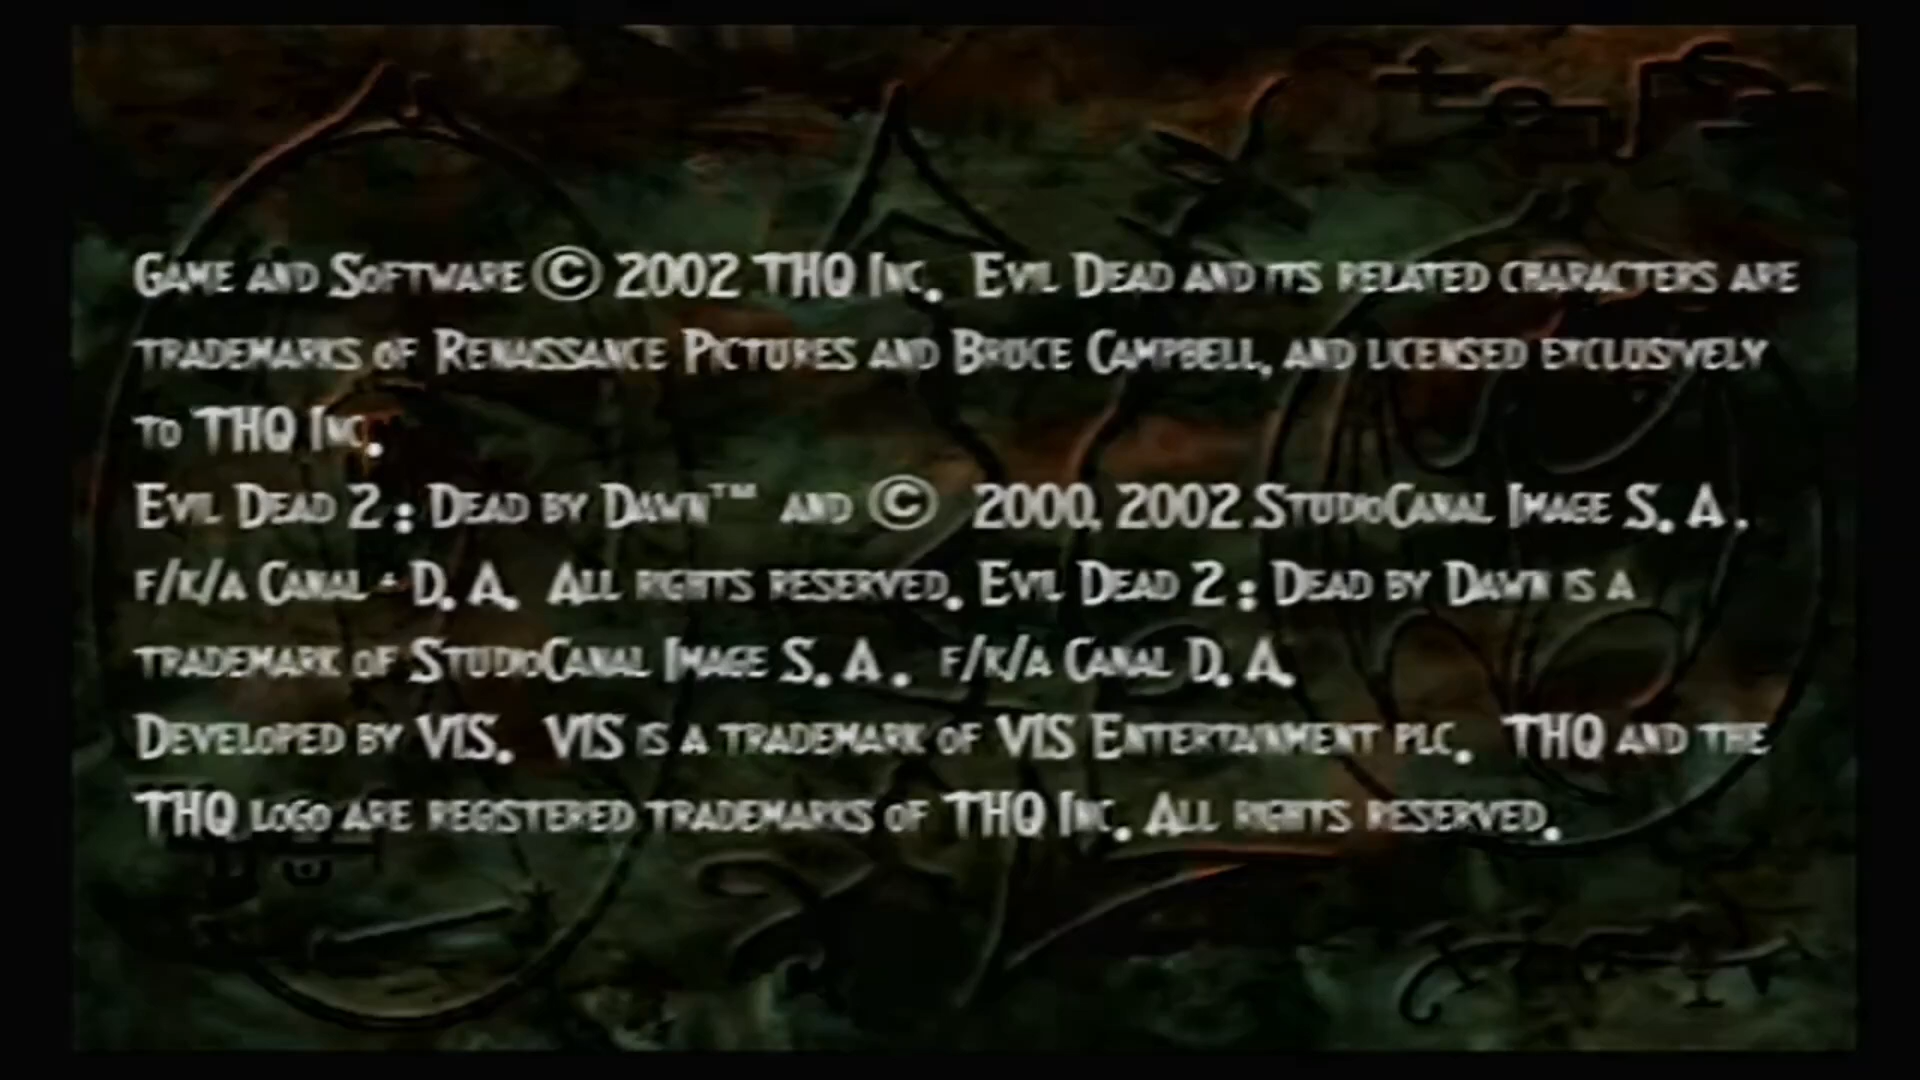 Game and Software © 2002 THQ Inc. Evil Dead and its related characters are
trademarks of Renaissance Pictures and Bruce Campbell, and licensed exclusively
to THQ Inc.
Evil Dead 2: Dead by Dawn™ and © 2000, 2002 StudioCanal Image S. A.
f/k/a Canal + D. A. All rights reserved. Evil Dead 2: Dead by Dawn is a
trademark of StudioCanal Image S. A. f/k/a Canal D. A.
Developed by VIS. VIS is a trademark of VIS Entertainment plc. THQ and the
THQ logo are registered trademarks of THQ Inc. All rights reserved.